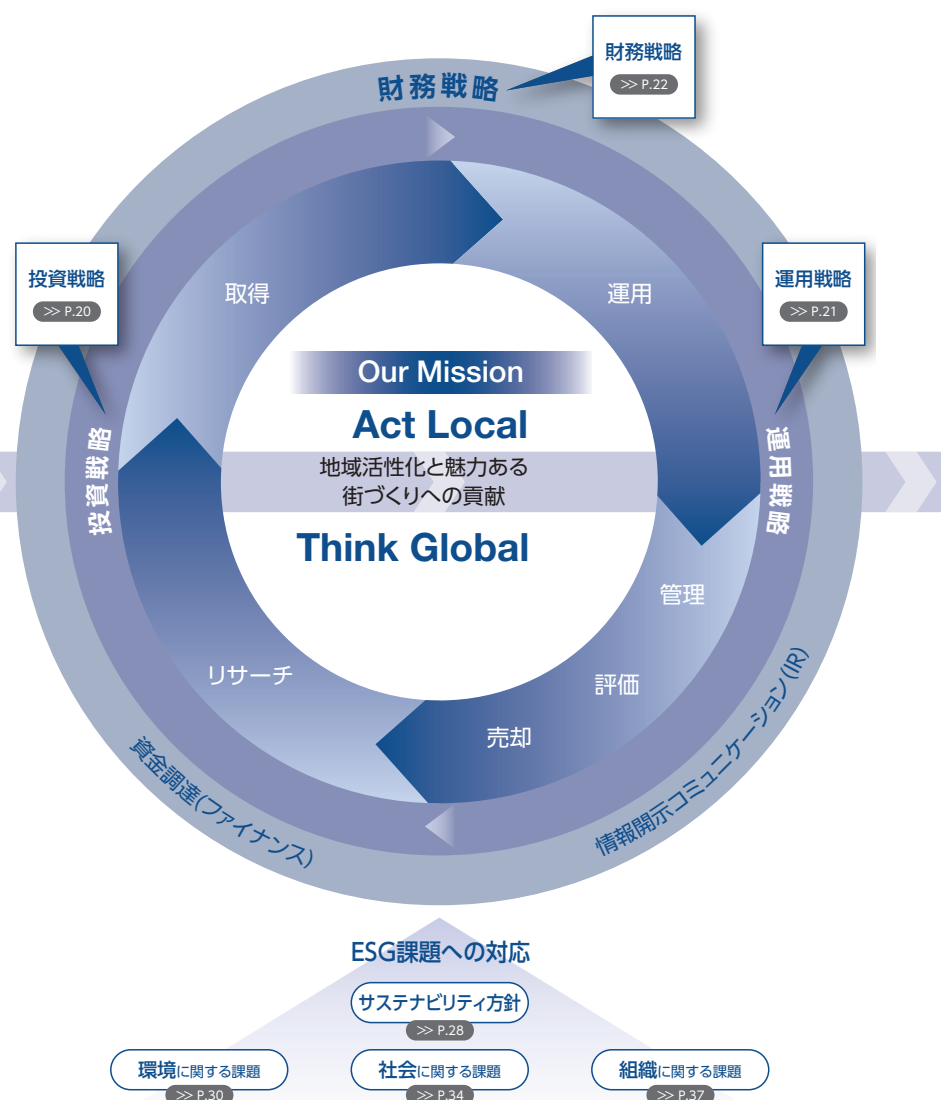 財務戦略
>> P.22
財務戦略
投資戦略
>> P.20
運用戦略
>> P.21
取得
運用
Our Mission
Act Local
地域活性化と魅力ある
街づくりへの貢献
Think Global
投資戦略
運用戦略
管理
リサーチ
評価
売却
資金調達(ファイナンス)
情報開示コミュニケーション(IR)
ESG課題への対応
サステナビリティ方針
>> P.28
環境に関する課題
>> P.30
社会に関する課題
>> P.34
組織に関する課題
>> P.37